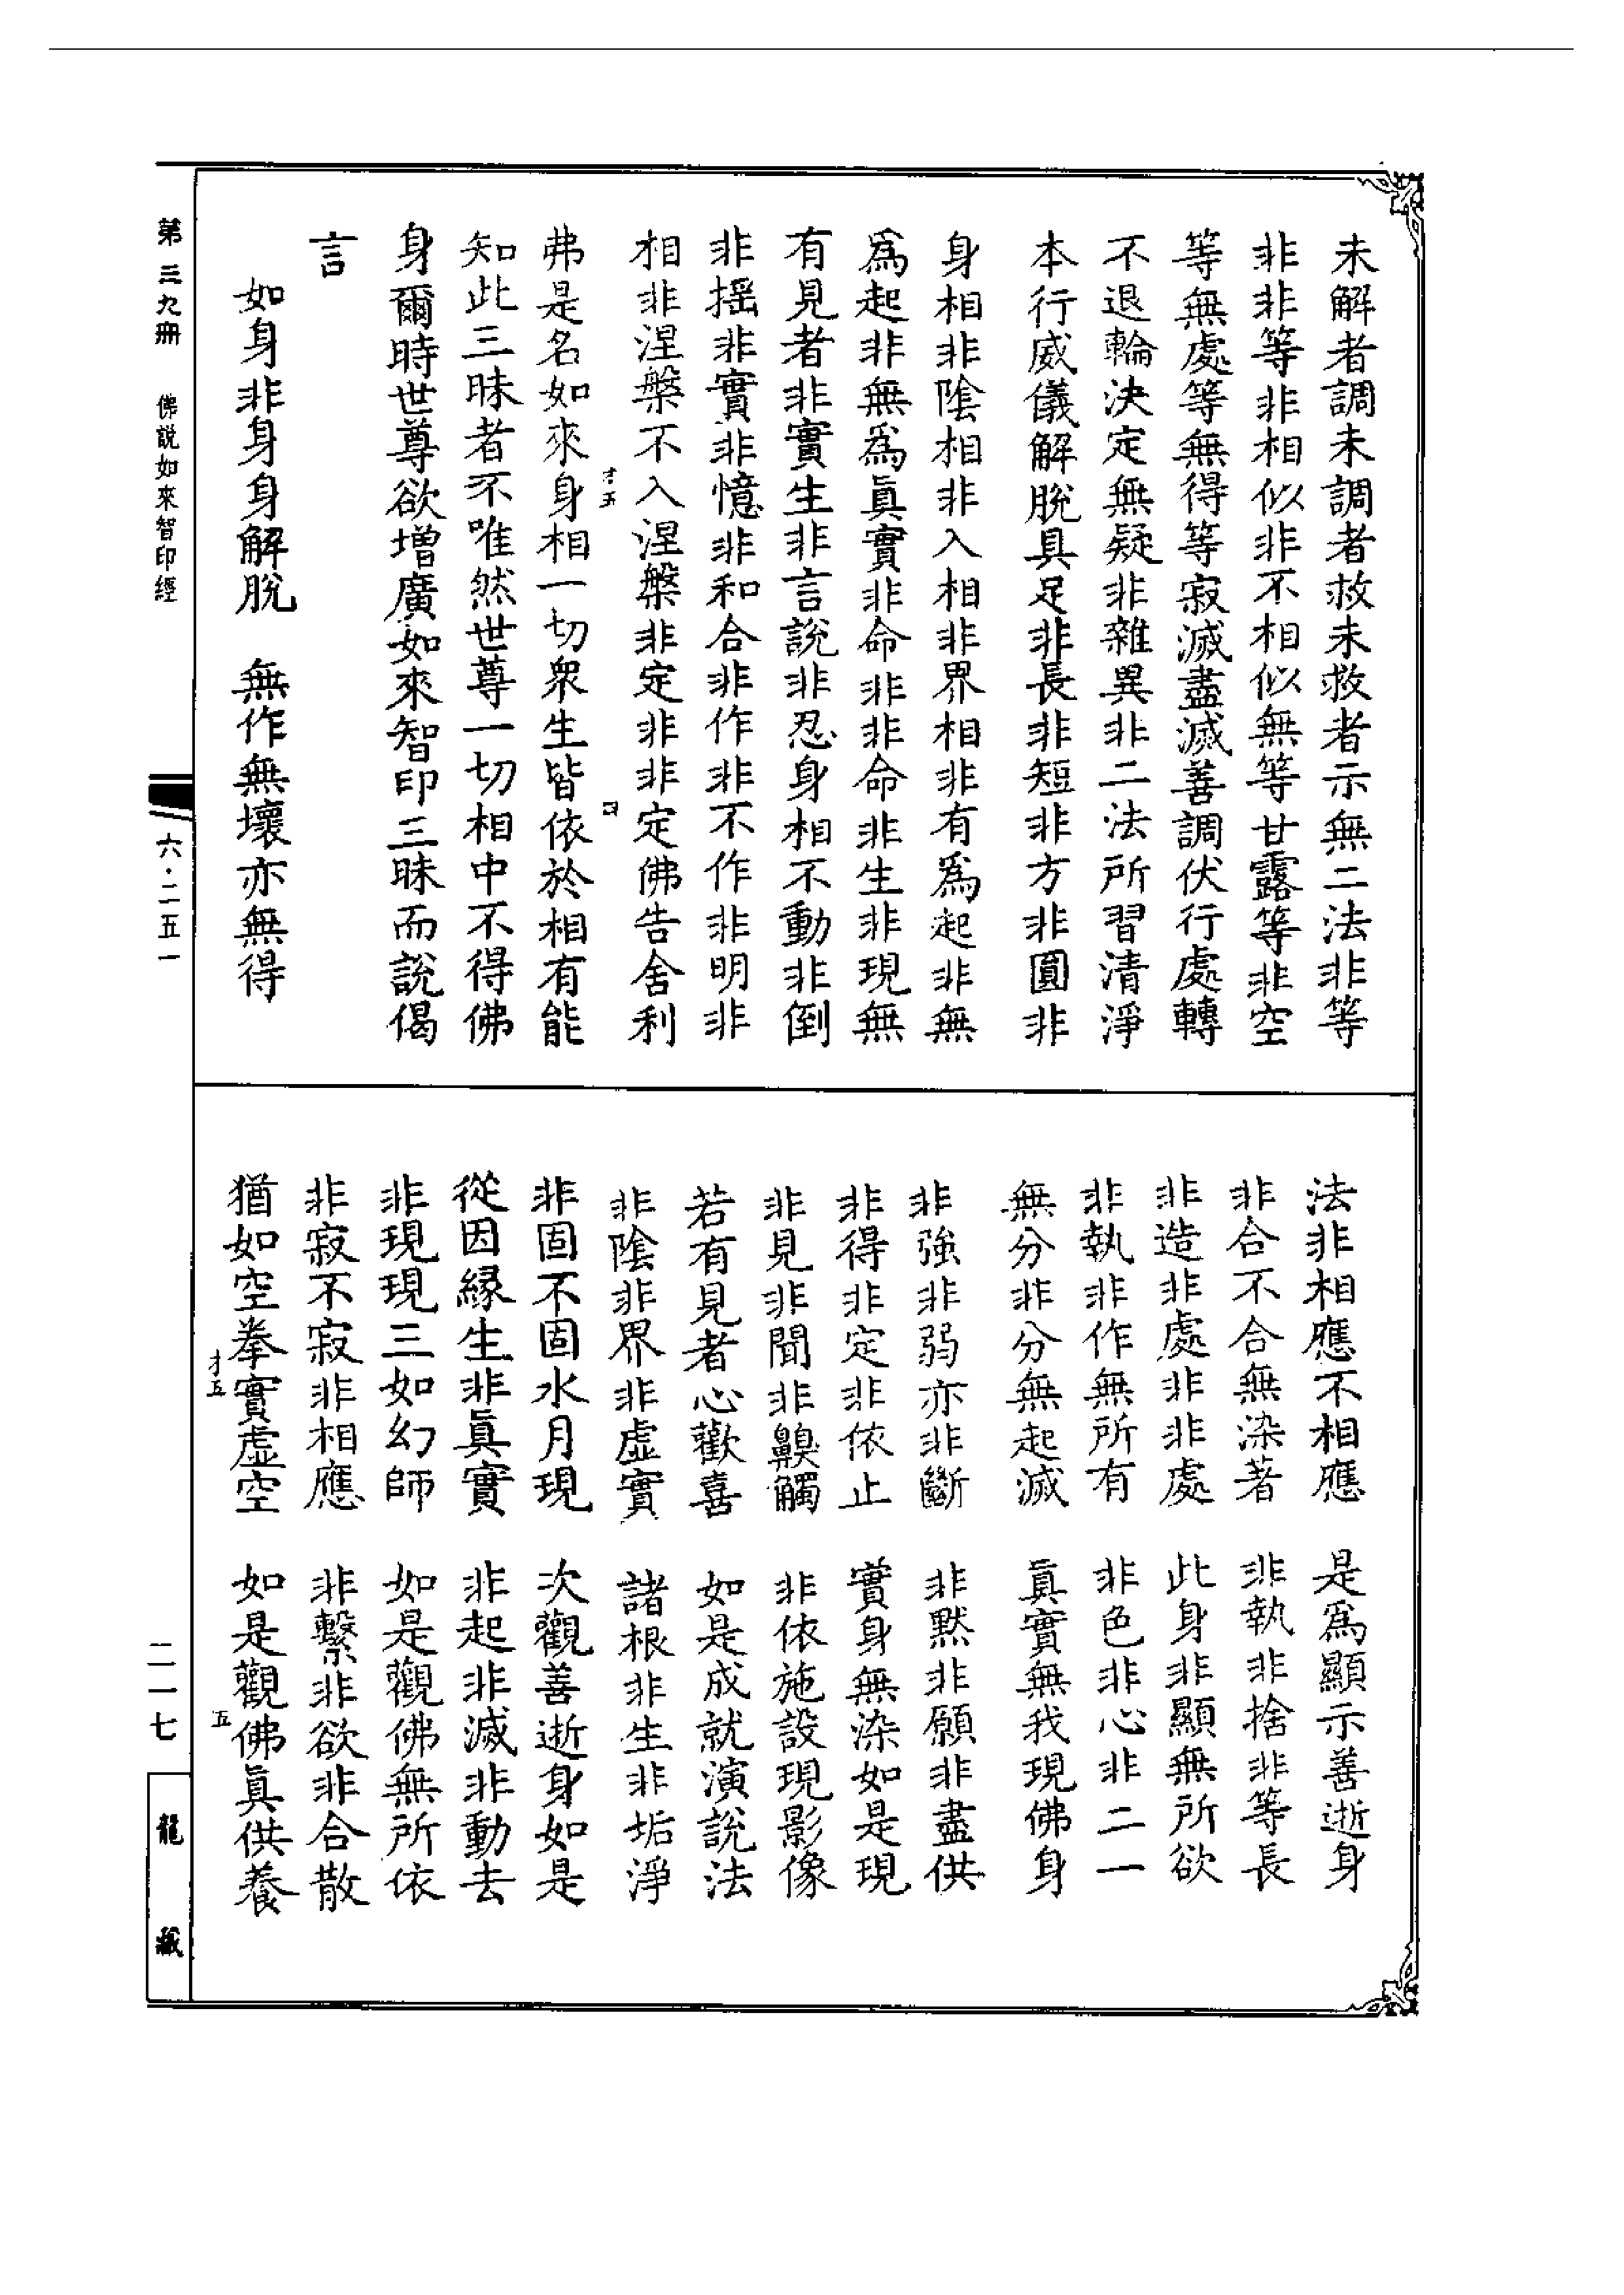 未解者調未調者救未救者示無二法非等
非非等非相似非不相似無等甘露等非空
等無處等無得等寂滅盡滅善調伏行處轉
不退輪決定無疑非雜異非二法所習清淨
本行威儀解脫具足非長非短非方非圓非
身相非陰相非入相非界相非有爲起非無
爲起非無爲眞實非命非非命非生非現無
有見者非實生非言說非忍身相不動非倒
非搖非實非憶非和合非作非不作非明非
相非涅槃不入涅槃非定非非定佛告舍利
才五 四
弗是名如來身相一切衆生皆依於相有能
知此三昧者不唯然世尊一切相中不得佛
身爾時世尊欲增廣如來智印三昧而說偈
言
如身非身身解脫 無作無壞亦無得
法非相應不相應 是爲顯示善逝身
非合不合無染著 非執非捨非等長
非造非處非非處 此身非顯無所欲
非執非作無所有 非色非心非二一
無分非分無起滅 眞實無我現佛身
非強非弱亦非斷 非黙非願非盡供
非得非定非依止 實身無染如是現
非見非聞非齅觸 非依施設現影像
若有見者心歡喜 如是成就演說法
非陰非界非虛實 諸根非生非垢淨
非固不固水月現 次觀善逝身如是
從因緣生非眞實 非起非滅非動去
非現現三如幻師 如是觀佛無所依
非寂不寂非相應 非繫非欲非合散
猶如空拳實虛空 如是觀佛眞供養
才五 五
第三九冊 佛說如來智印經
六·二五一
二一七
龍藏